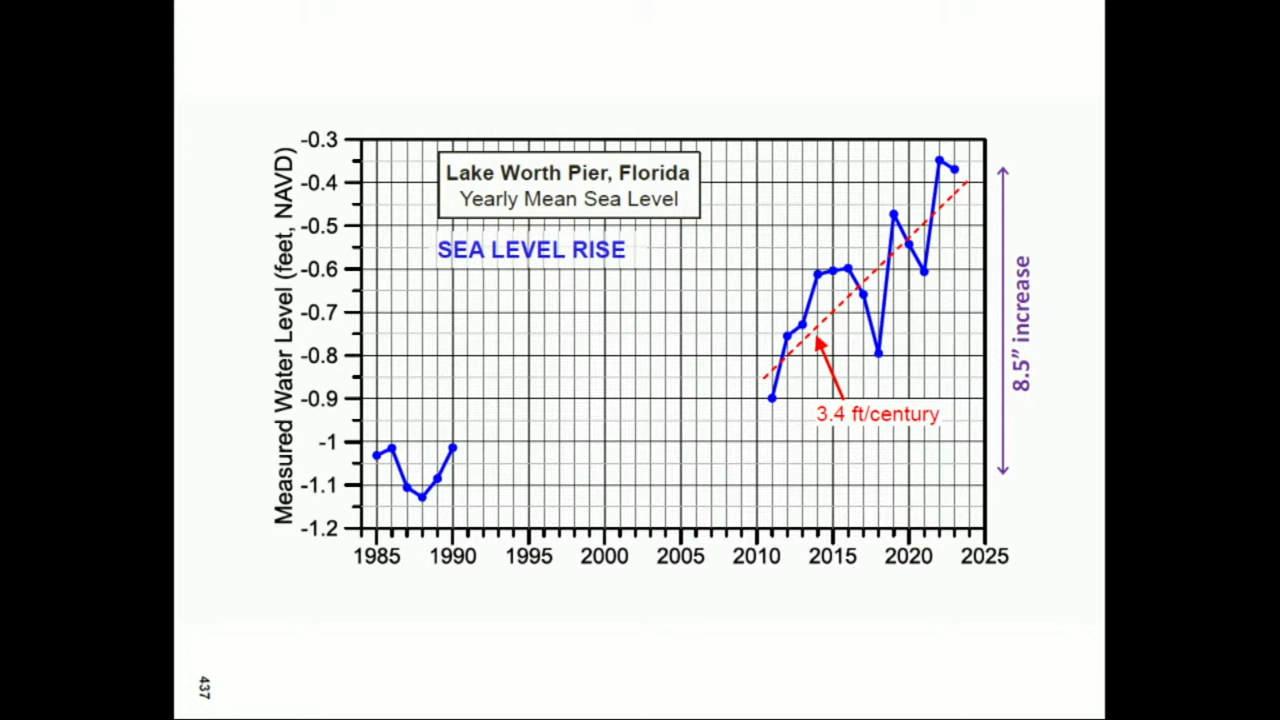 Lake Worth Pier, Florida
Yearly Mean Sea Level
SEA LEVEL RISE
Measured Water Level (feet, NAVD)
-0.3
-0.4
-0.5
-0.6
-0.7
-0.8
-0.9
-1
-1.1
-1.2
3.4 ft/century
8.5” increase
1985 1990 1995 2000 2005 2010 2015 2020 2025
437